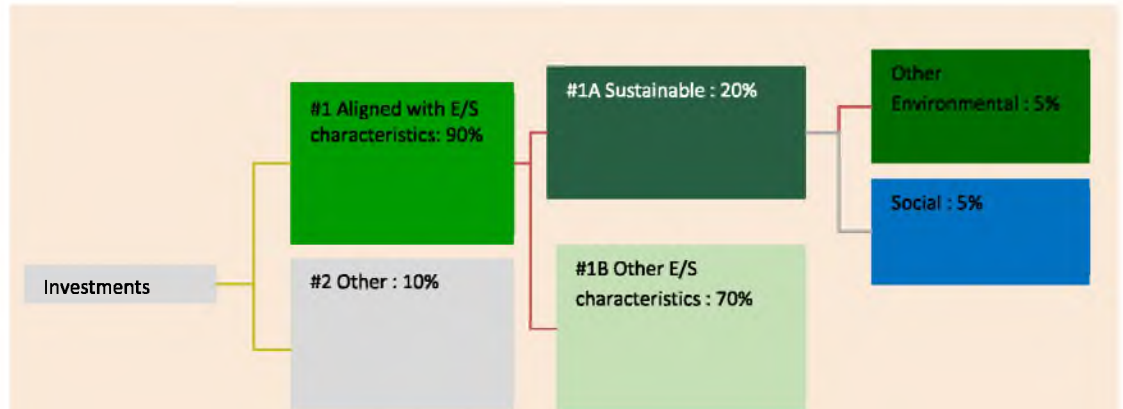 Investments
#1 Aligned with E/S
characteristics: 90%
#2 Other : 10%
#1A Sustainable : 20%
#1B Other E/S
characteristics : 70%
Other
Environmental : 5%
Social : 5%